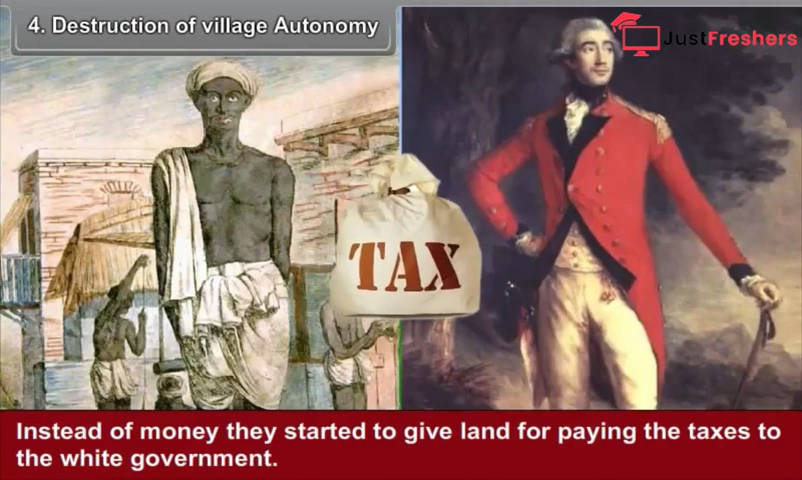 4. Destruction of village Autonomy
JustFreshers
TAX
Instead of money they started to give land for paying the taxes to
the white government.